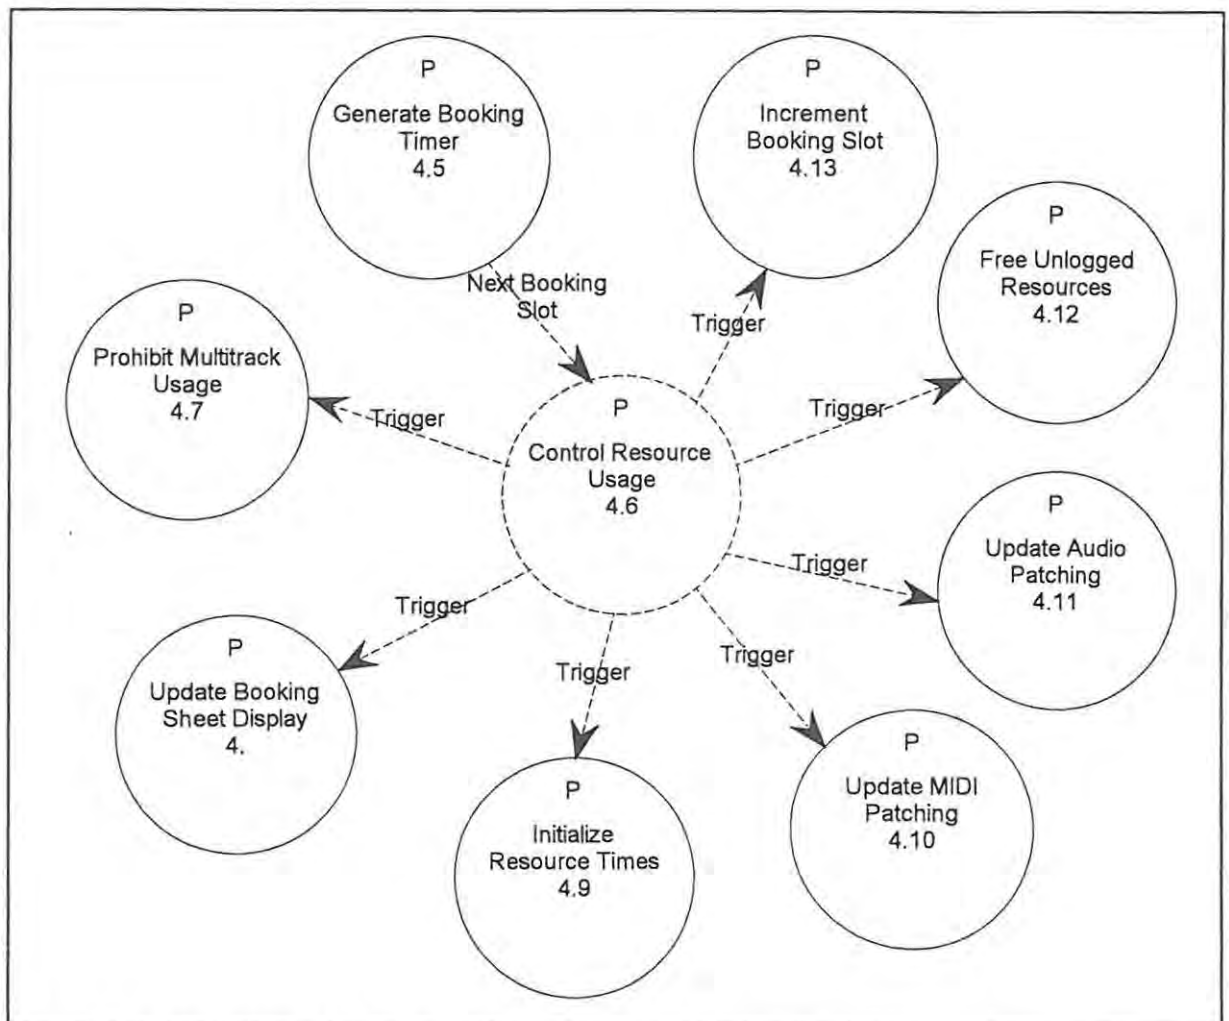 P
Generate Booking
Timer
4.5
P
Increment
Booking Slot
4.13
P
Free Unlogged
Resources
4.12
Next Booking
Slot
Trigger
P
Prohibit Multitrack
Usage
4.7
Trigger
P
Control Resource
Usage
4.6
Trigger
P
Update Audio
Patching
4.11
Trigger
Trigger
P
Update Booking
Sheet Display
4.
Trigger
Trigger
P
Initialize
Resource Times
4.9
P
Update MIDI
Patching
4.10